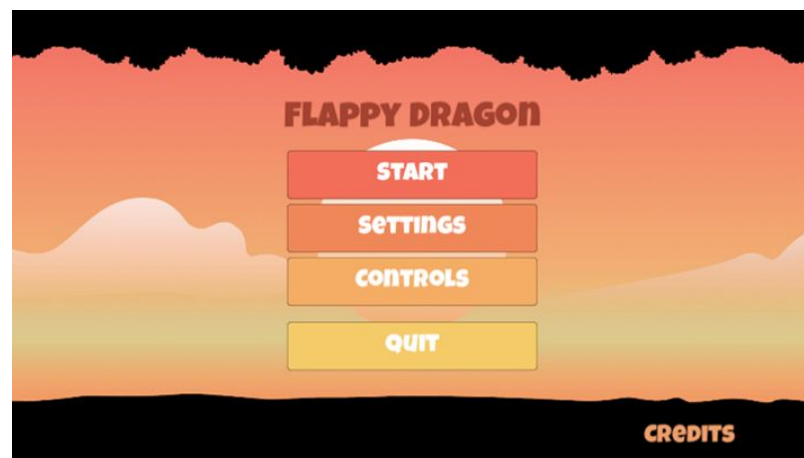 FLAPPY DRAGON
START
SETTINGS
CONTROLS
QUIT
CREDITS